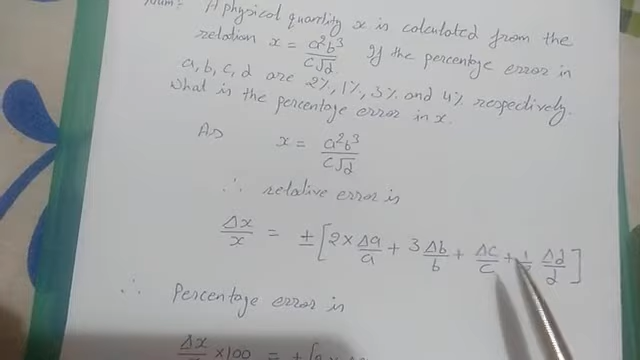 Num: A physical quantity x is calculated from the
relation x = a²b³ / c√d. If the percentage error in
a, b, c, d are 2%, 1%, 3% and 4% respectively.
What is the percentage error in x.
As x = a²b³ / c√d
∴ relative error is
Δx/x = ± [2 × Δa/a + 3 Δb/b + Δc/c + 1/2 Δd/d]
∴ Percentage error in
Δx × 100 = ±